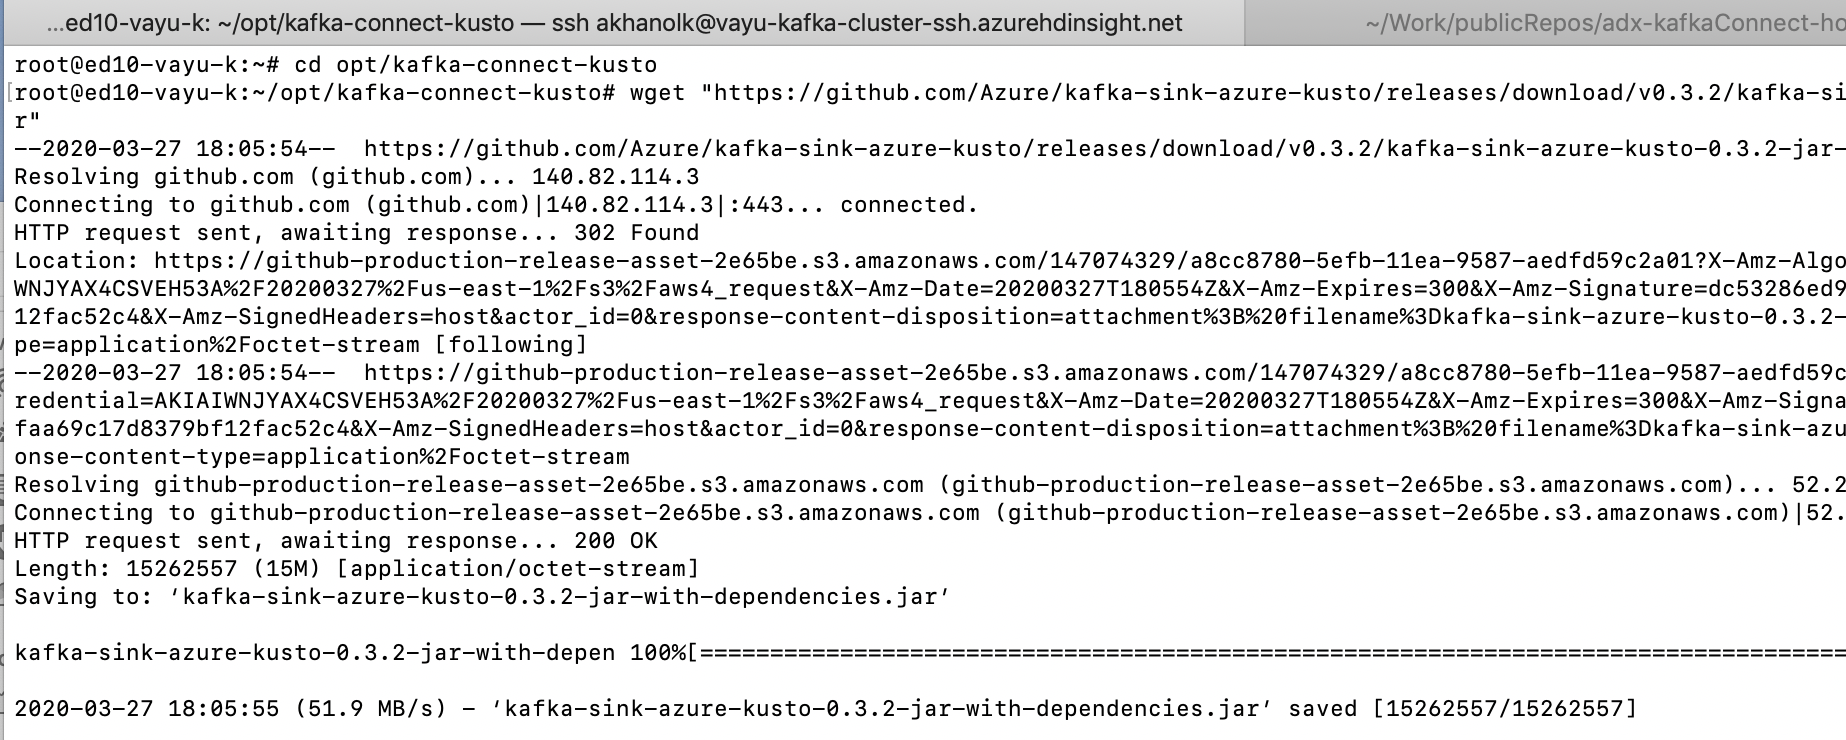 ...ed10-vayu-k: ~/opt/kafka-connect-kusto — ssh akhanolk@vayu-kafka-cluster-ssh.azurehdinsight.net
~/Work/publicRepos/adx-kafkaConnect-ho
root@ed10-vayu-k:~# cd opt/kafka-connect-kusto
[root@ed10-vayu-k:~/opt/kafka-connect-kusto# wget "https://github.com/Azure/kafka-sink-azure-kusto/releases/download/v0.3.2/kafka-si
r"
--2020-03-27 18:05:54--  https://github.com/Azure/kafka-sink-azure-kusto/releases/download/v0.3.2/kafka-sink-azure-kusto-0.3.2-jar-
Resolving github.com (github.com)... 140.82.114.3
Connecting to github.com (github.com)|140.82.114.3|:443... connected.
HTTP request sent, awaiting response... 302 Found
Location: https://github-production-release-asset-2e65be.s3.amazonaws.com/147074329/a8cc8780-5efb-11ea-9587-aedfd59c2a01?X-Amz-Algo
WNJYAX4CSVEH53A%2F20200327%2Fus-east-1%2Fs3%2Faws4_request&X-Amz-Date=20200327T180554Z&X-Amz-Expires=300&X-Amz-Signature=dc53286ed9
12fac52c4&X-Amz-SignedHeaders=host&actor_id=0&response-content-disposition=attachment%3B%20filename%3Dkafka-sink-azure-kusto-0.3.2-
pe=application%2Foctet-stream [following]
--2020-03-27 18:05:54--  https://github-production-release-asset-2e65be.s3.amazonaws.com/147074329/a8cc8780-5efb-11ea-9587-aedfd59c
redential=AKIAIWNJYAX4CSVEH53A%2F20200327%2Fus-east-1%2Fs3%2Faws4_request&X-Amz-Date=20200327T180554Z&X-Amz-Expires=300&X-Amz-Signa
faa69c17d8379bf12fac52c4&X-Amz-SignedHeaders=host&actor_id=0&response-content-disposition=attachment%3B%20filename%3Dkafka-sink-azu
onse-content-type=application%2Foctet-stream
Resolving github-production-release-asset-2e65be.s3.amazonaws.com (github-production-release-asset-2e65be.s3.amazonaws.com)... 52.2
Connecting to github-production-release-asset-2e65be.s3.amazonaws.com (github-production-release-asset-2e65be.s3.amazonaws.com)|52.
HTTP request sent, awaiting response... 200 OK
Length: 15262557 (15M) [application/octet-stream]
Saving to: ‘kafka-sink-azure-kusto-0.3.2-jar-with-dependencies.jar’
kafka-sink-azure-kusto-0.3.2-jar-with-depen 100%[==================================================================================
2020-03-27 18:05:55 (51.9 MB/s) - ‘kafka-sink-azure-kusto-0.3.2-jar-with-dependencies.jar’ saved [15262557/15262557]